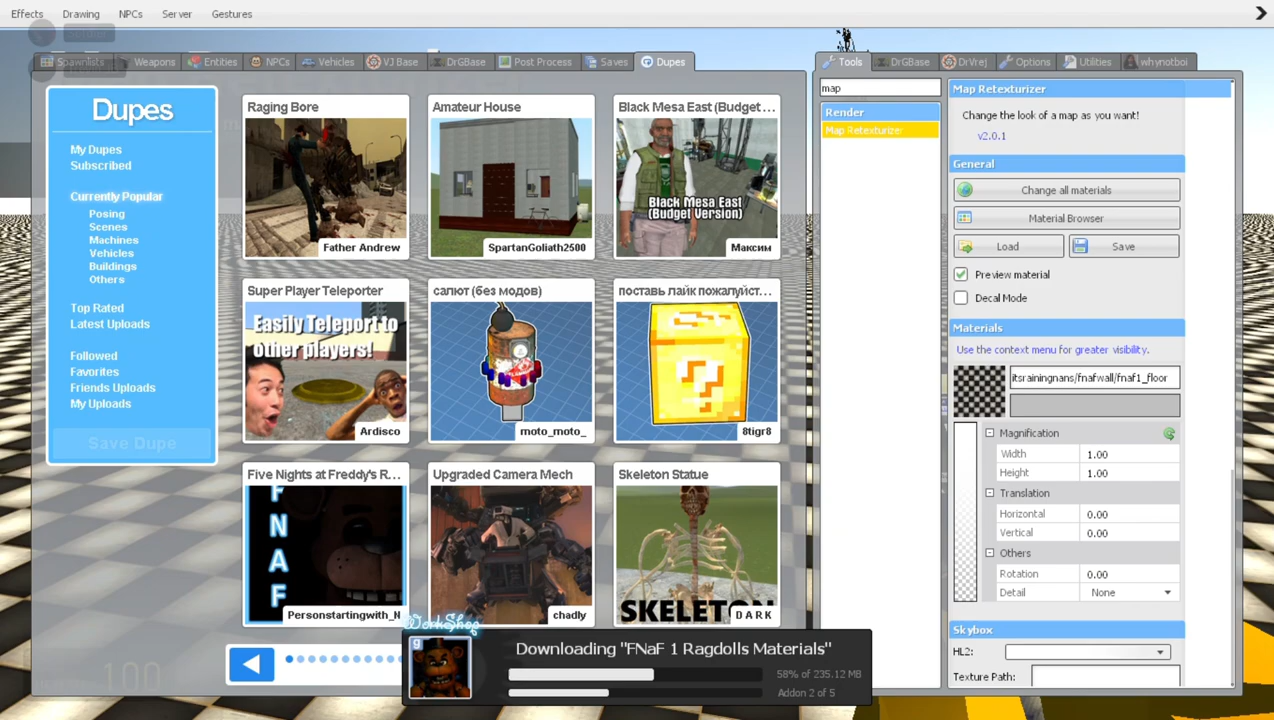 Effects Drawing NPCs Server Gestures
Spawnlists Weapons Entities NPCs Vehicles VJ Base DrGBase Post Process Saves Dupes
Tools DrGBase DrVrej Options Utilities whynotboi
Dupes
My Dupes
Subscribed
Currently Popular
Posing
Scenes
Machines
Vehicles
Buildings
Others
Top Rated
Latest Uploads
Followed
Favorites
Friends Uploads
My Uploads
Save Dupe
Raging Bore
Father Andrew
Amateur House
SpartanGoliath2500
Black Mesa East (Budget ...
Black Mesa East
(Budget Version)
Максим
Super Player Teleporter
Easily Teleport to
other players!
Ardisco
салют (без модов)
moto_moto_
поставь лайк пожалуйст...
?
8tigr8
Five Nights at Freddy's R...
F
N
A
F
Personstartingwith_N
Upgraded Camera Mech
chadly
Skeleton Statue
SKELETON
D A R K
map
Render
Map Retexturizer
Map Retexturizer
Change the look of a map as you want!
v2.0.1
General
Change all materials
Material Browser
Load Save
Preview material
Decal Mode
Materials
Use the context menu for greater visibility.
itsrainingnans/fnafwall/fnaf1_floor
Magnification
Width 1.00
Height 1.00
Translation
Horizontal 0.00
Vertical 0.00
Others
Rotation 0.00
Detail None
Skybox
HL2:
Texture Path:
100
WorkShop
g
Downloading "FNaF 1 Ragdolls Materials"
58% of 235.12 MB
Addon 2 of 5